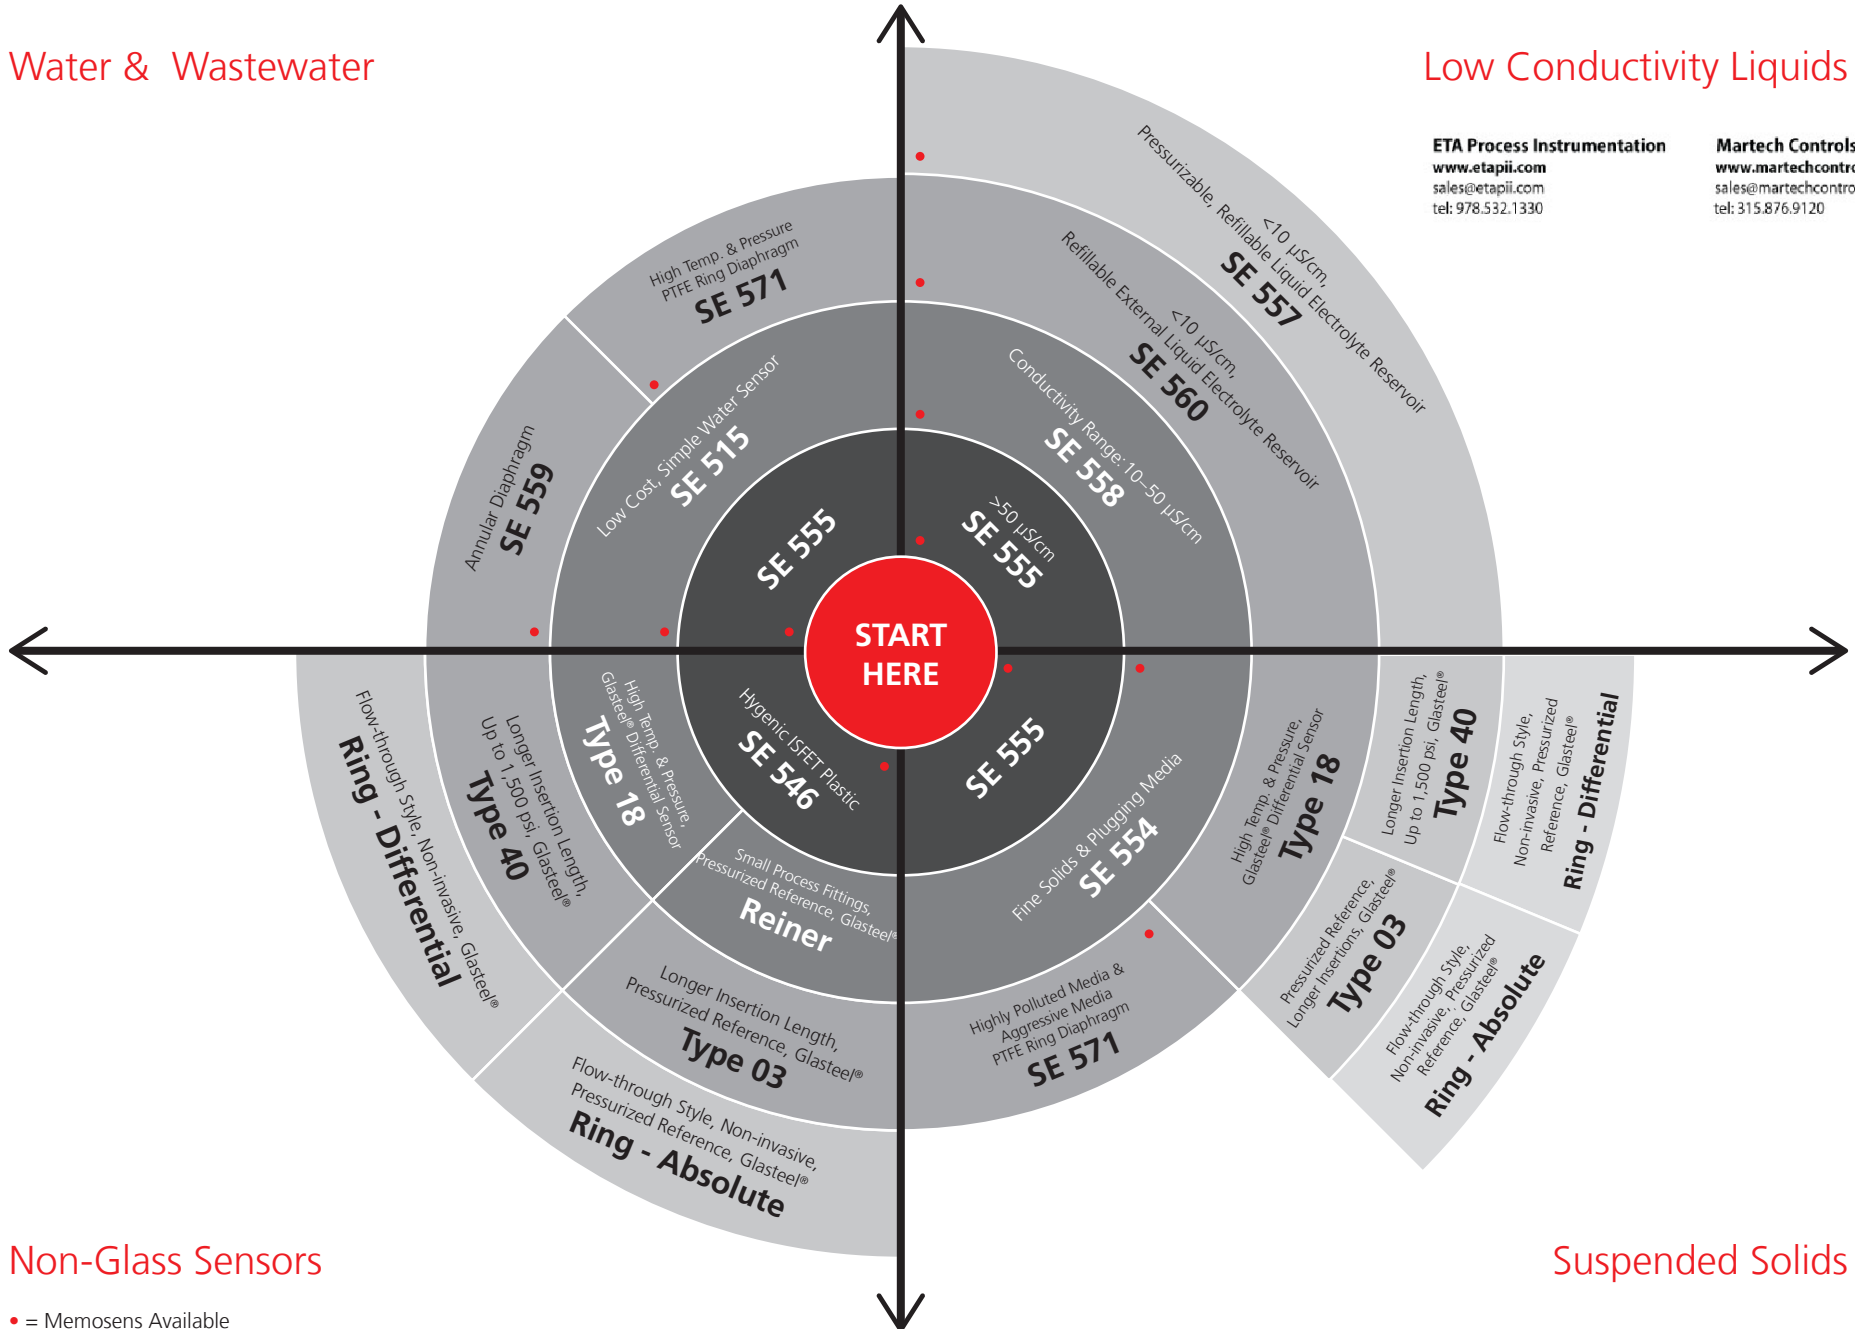 Water & Wastewater
Low Conductivity Liquids
ETA Process Instrumentation
www.etapii.com
sales@etapii.com
tel: 978.532.1330
Martech Controls
www.martechcontro
sales@martechcontro
tel: 315.876.9120
High Temp. & Pressure
PTFE Ring Diaphragm
SE 571
Annular Diaphragm
SE 559
Low Cost, Simple Water Sensor
SE 515
SE 555
<10 µS/cm,
Pressurizable, Refillable Liquid Electrolyte Reservoir
SE 557
<10 µS/cm,
Refillable External Liquid Electrolyte Reservoir
SE 560
Conductivity Range: 10–50 µS/cm
SE 558
>50 µS/cm
SE 555
START
HERE
Hygenic ISFET Plastic
SE 546
High Temp. & Pressure,
Glasteel® Differential Sensor
Type 18
Small Process Fittings,
Pressurized Reference, Glasteel®
Reiner
Longer Insertion Length,
Up to 1,500 psi, Glasteel®
Type 40
Longer Insertion Length,
Pressurized Reference, Glasteel®
Type 03
Flow-through Style, Non-invasive, Glasteel®
Ring - Differential
Flow-through Style, Non-invasive,
Pressurized Reference, Glasteel®
Ring - Absolute
SE 555
Fine Solids & Plugging Media
SE 554
Highly Polluted Media &
Aggressive Media
PTFE Ring Diaphragm
SE 571
High Temp. & Pressure,
Glasteel® Differential Sensor
Type 18
Longer Insertion Length,
Up to 1,500 psi, Glasteel®
Type 40
Pressurized Reference,
Longer Insertions, Glasteel®
Type 03
Flow-through Style,
Non-invasive, Pressurized
Reference, Glasteel®
Ring - Differential
Flow-through Style,
Non-invasive, Pressurized
Reference, Glasteel®
Ring - Absolute
Non-Glass Sensors
Suspended Solids
• = Memosens Available